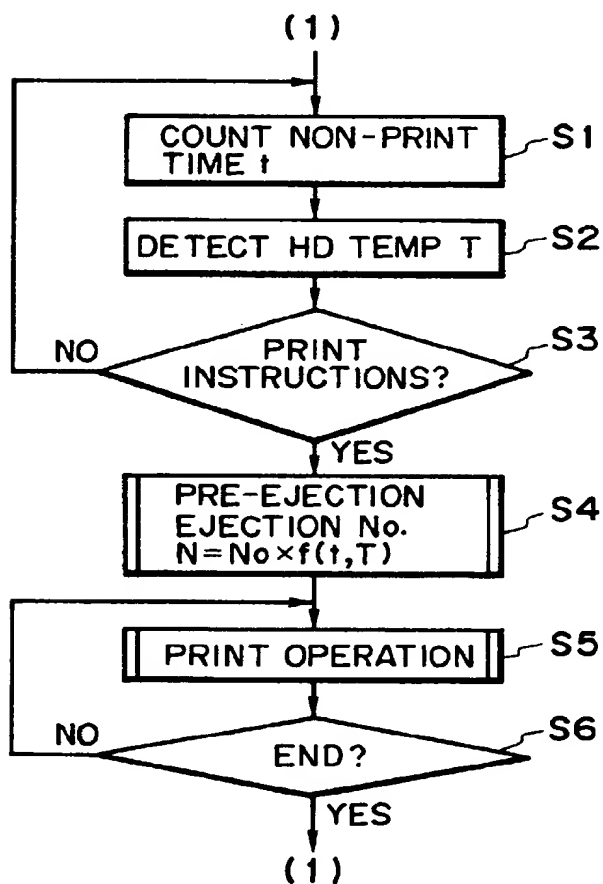 (1)
COUNT NON-PRINT
TIME t
S1
DETECT HD TEMP T
S2
PRINT
INSTRUCTIONS?
S3
NO
YES
PRE-EJECTION
EJECTION No.
N=No×f(t,T)
S4
PRINT OPERATION
S5
END?
S6
NO
YES
(1)